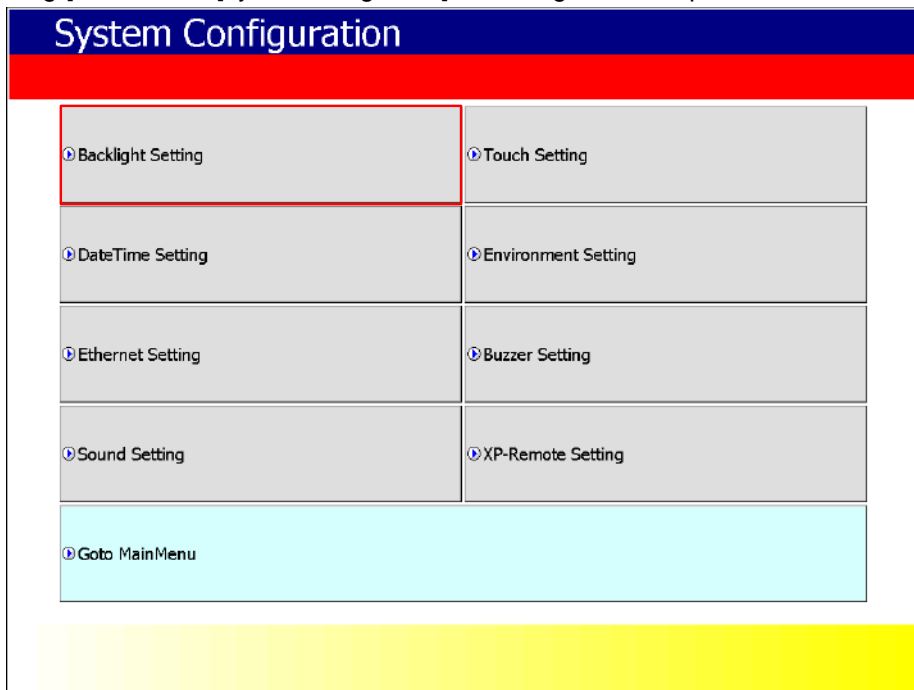 System Configuration
Backlight Setting
Touch Setting
DateTime Setting
Environment Setting
Ethernet Setting
Buzzer Setting
Sound Setting
XP-Remote Setting
Goto MainMenu